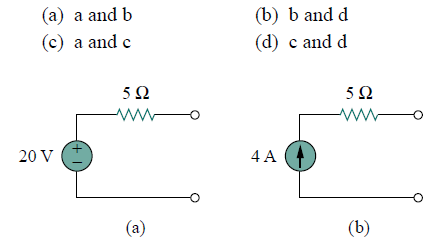 (a) a and b (b) b and d
(c) a and c (d) c and d
5 Ω 5 Ω
20 V + 4 A
(a) (b)